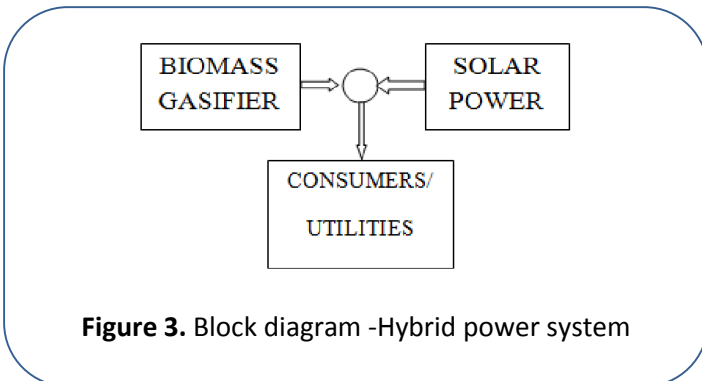 BIOMASS
GASIFIER
SOLAR
POWER
CONSUMERS/
UTILITIES
Figure 3. Block diagram -Hybrid power system